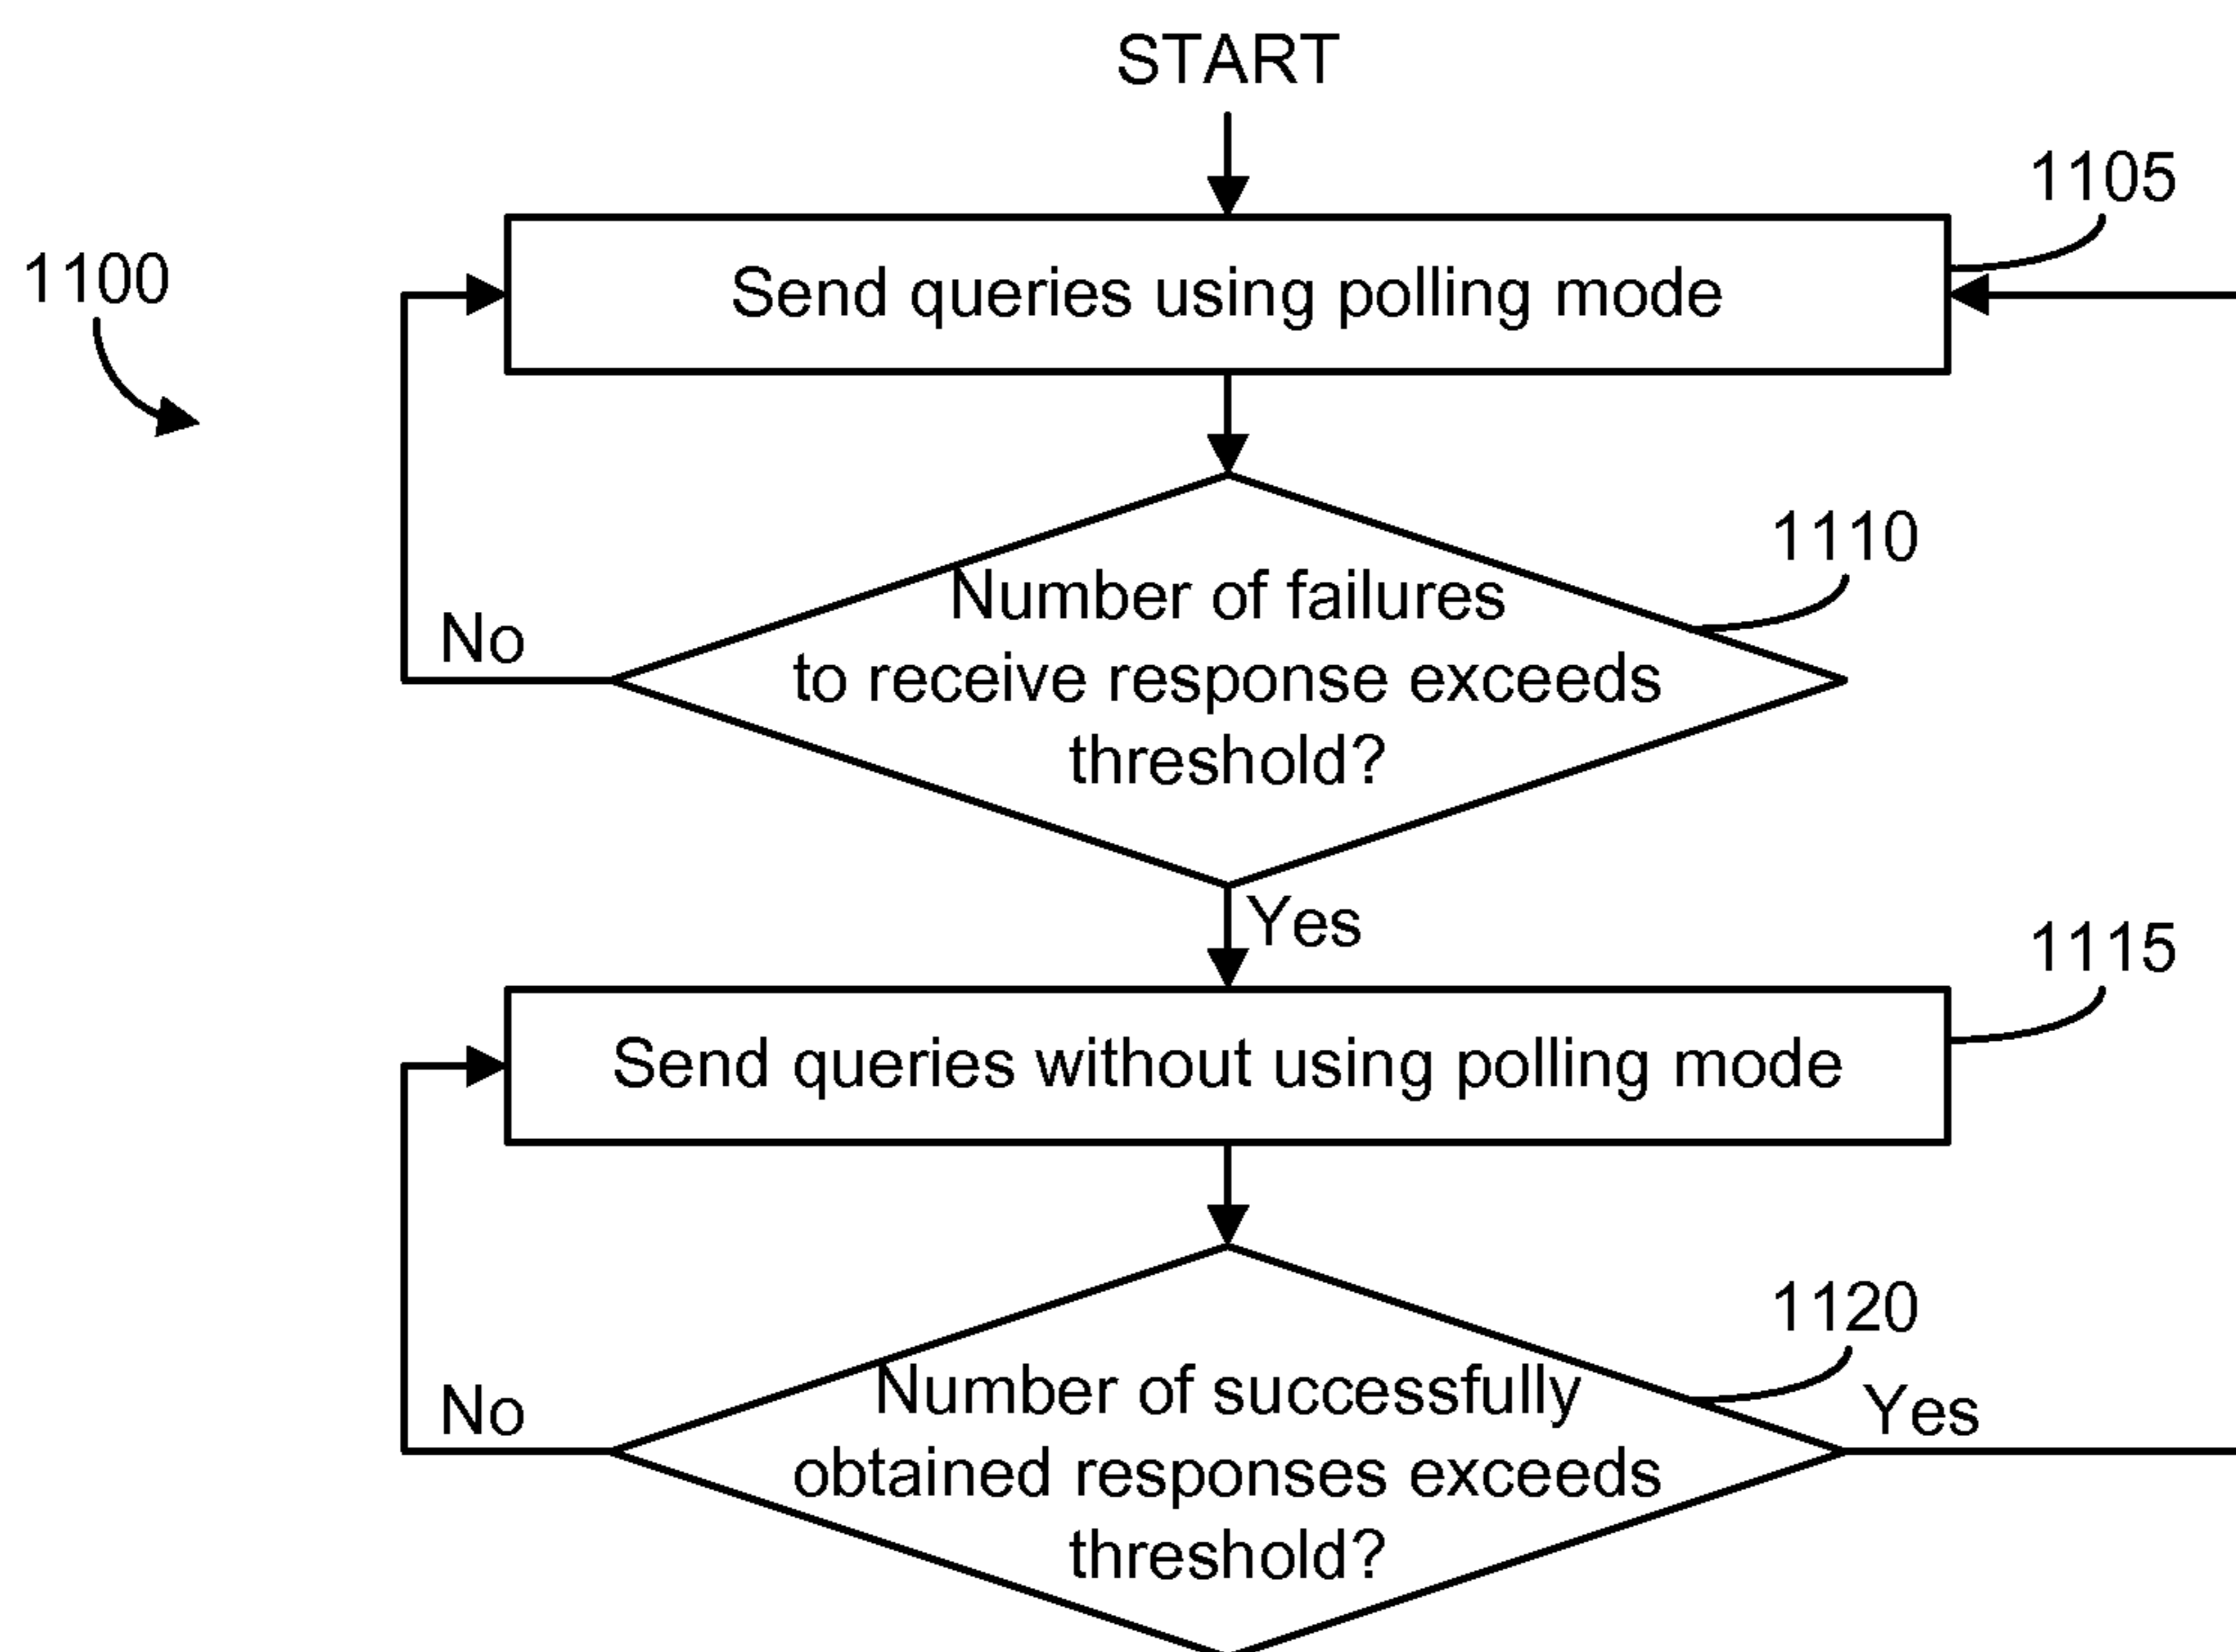 START
1105
1100
Send queries using polling mode
1110
Number of failures
to receive response exceeds
threshold?
No
Yes
1115
Send queries without using polling mode
1120
Number of successfully
obtained responses exceeds
threshold?
No
Yes